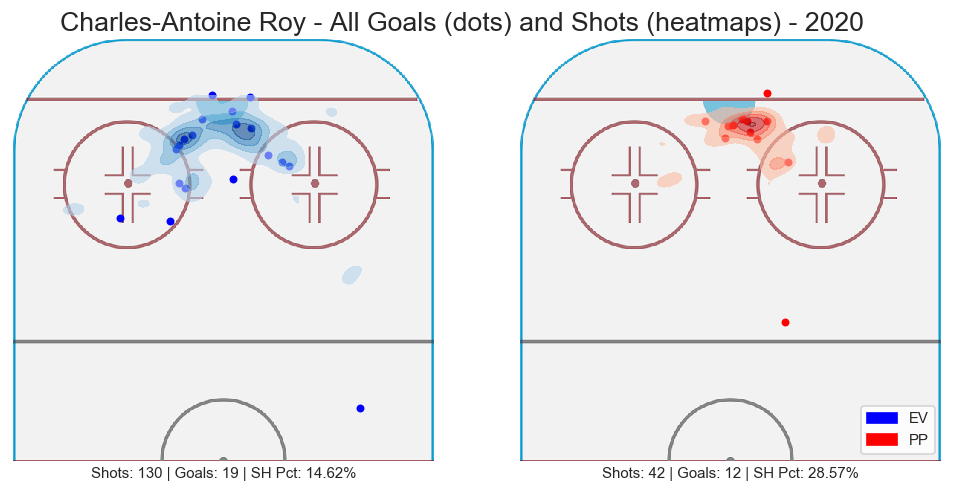 Charles-Antoine Roy - All Goals (dots) and Shots (heatmaps) - 2020
EV
PP
Shots: 130 | Goals: 19 | SH Pct: 14.62%
Shots: 42 | Goals: 12 | SH Pct: 28.57%